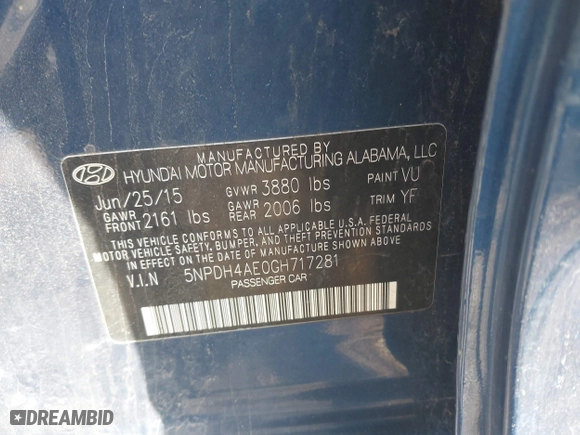 MANUFACTURED BY
HYUNDAI MOTOR MANUFACTURING ALABAMA, LLC
Jun/25/15 GVWR 3880 lbs PAINT VU
GAWR FRONT 2161 lbs GAWR REAR 2006 lbs TRIM YF
THIS VEHICLE CONFORMS TO ALL APPLICABLE U.S.A. FEDERAL
MOTOR VEHICLE SAFETY, BUMPER, AND THEFT PREVENTION STANDARDS
IN EFFECT ON THE DATE OF MANUFACTURE SHOWN ABOVE.
V.I.N 5NPDH4AE0GH717281
PASSENGER CAR
DREAMBID